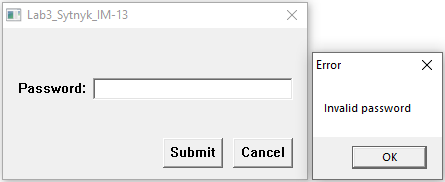 Lab3_Sytnyk_IM-13
Password:
Submit Cancel
Error
Invalid password
OK